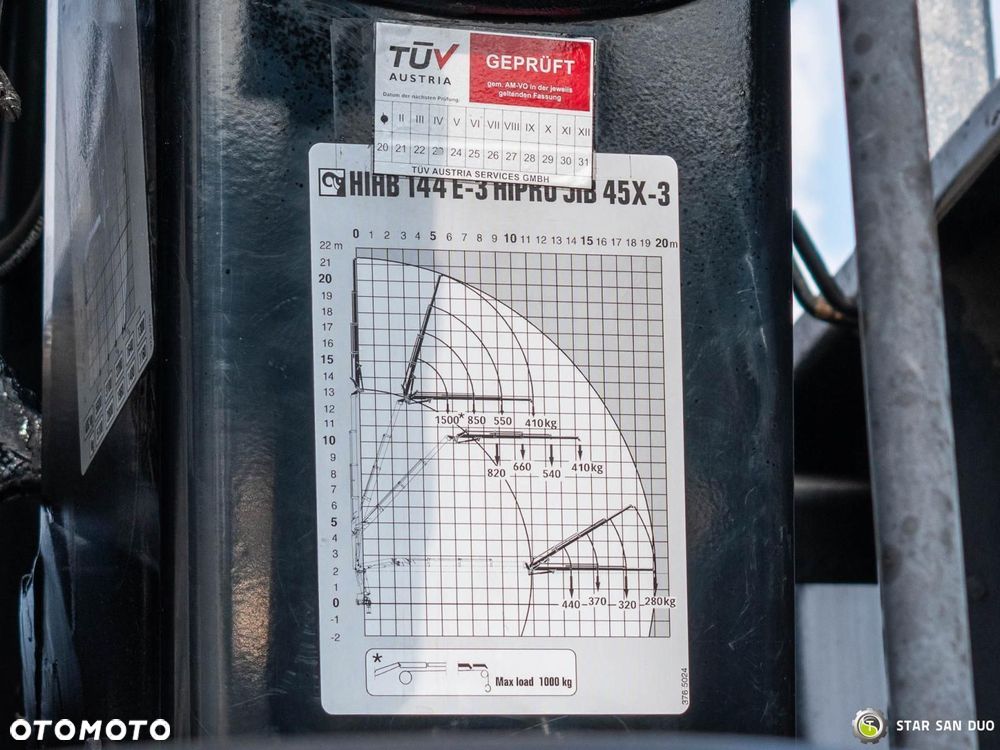 TÜV
AUSTRIA
GEPRÜFT
gem. AM-VO in der jeweils
geltenden Fassung
Datum der nächsten Prüfung:
II III IV V VI VII VIII IX X XI XII
20 21 22 23 24 25 26 27 28 29 30 31
TÜV AUSTRIA SERVICES GMBH
HIAB 144 E-3 HIPRO JIB 45X-3
0 1 2 3 4 5 6 7 8 9 10 11 12 13 14 15 16 17 18 19 20 m
22 m
21
20
19
18
17
16
15
14
13
12
11
10
9
8
7
6
5
4
3
2
1
0
-1
-2
1500* 850 550 410kg
820 660 540 410kg
440 370 320 280kg
* Max load 1000 kg
376 5024
OTOMOTO
STAR SAN DUO